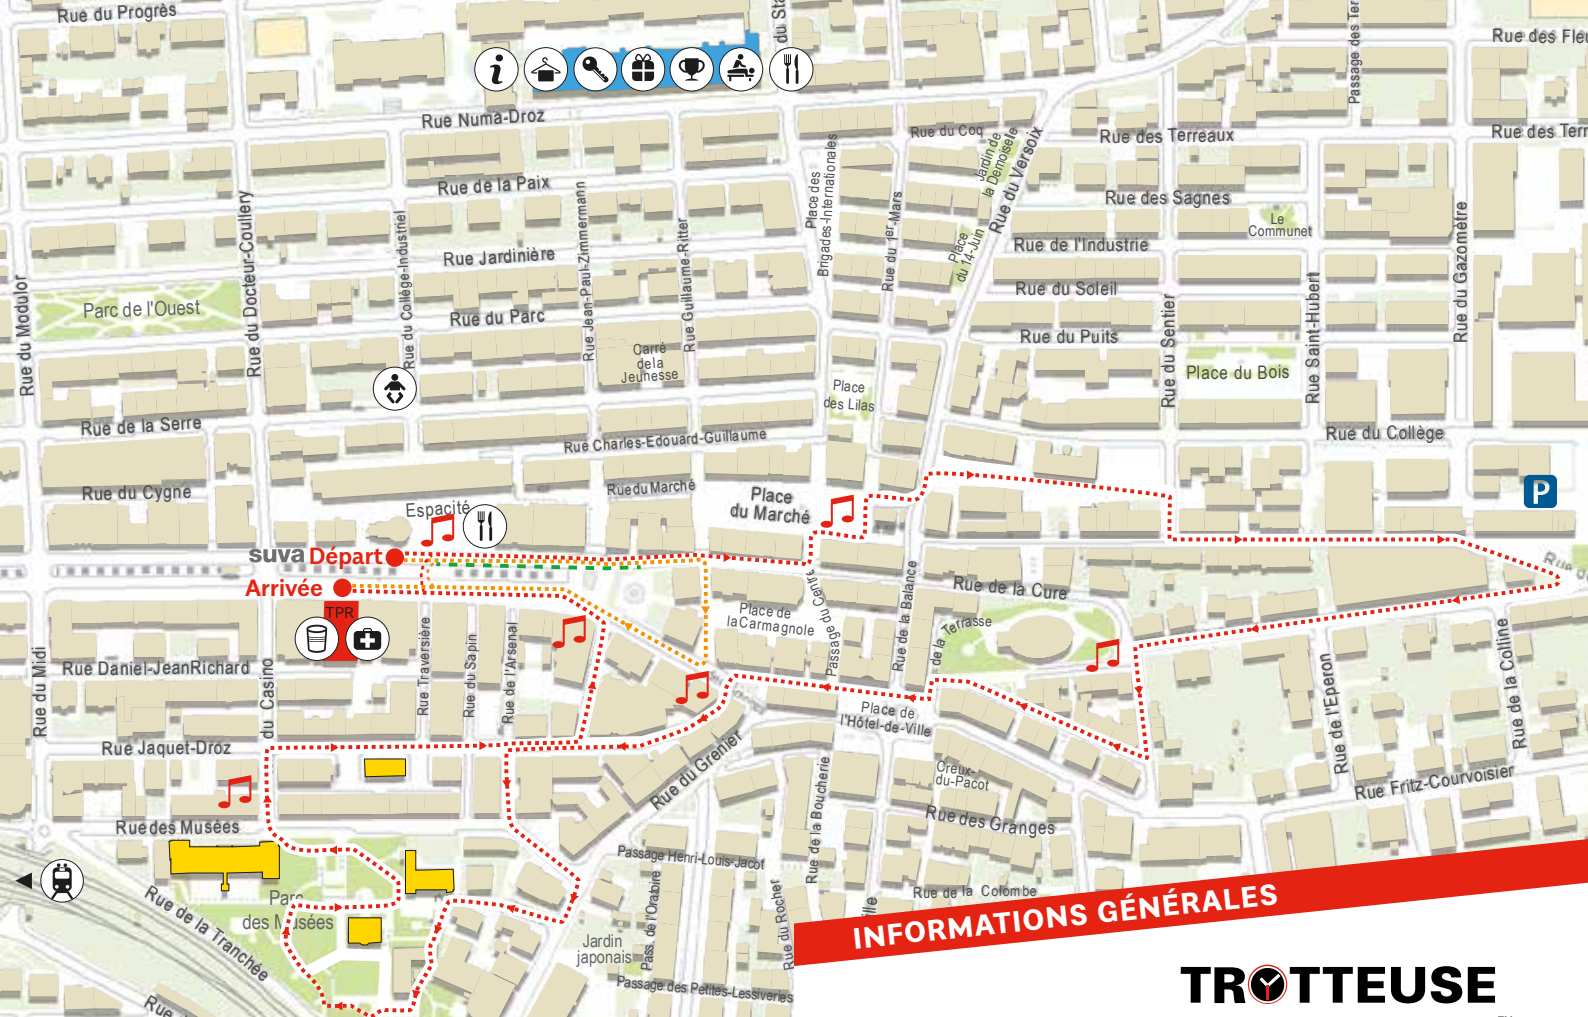 Rue du Progrès
du Sta
Passage des Ter
Rue des Fle
Rue Numa-Droz
Rue du Coq
Rue des Terreaux
Rue des Terr
Jardin de
la Demoiselle
Rue du Versoix
Rue de la Paix
Place des
Brigades-Internationales
Rue du 1er-Mars
Rue des Sagnes
Le
Communet
Place
du 14-Juin
Rue de l'Industrie
Rue Jardinière
Rue du Soleil
Parc de l'Ouest
Rue du Parc
Rue du Puits
Rue du Modulor
Rue du Docteur-Coullery
Rue du Collège-Industriel
Rue Jean-Paul-Zimmermann
Rue Guillaume-Ritter
Rue du Sentier
Rue Saint-Hubert
Rue du Gazomètre
Carré
dela
Jeunesse
Place du Bois
Place
des Lilas
Rue de la Serre
Rue Charles-Edouard-Guillaume
Rue du Collège
Rue du Cygne
Rue du Marché
Place
du Marché
P
Espacité
suva Départ
Arrivée
TPR
Rue de la Cure
Rue d
Place de
la Carmagnole
Passage du Centre
Rue de la Balance
de la Terrasse
Rue Daniel-JeanRichard
Rue du Midi
du Casino
Rue Traversière
Rue du Sapin
Rue de l'Arsenal
Rue de l'Eperon
Rue de la Colline
Place de
l'Hôtel-de-Ville
Rue Jaquet-Droz
Rue du Grenier
Rue de la Boucherie
Creux-
du-Pacot
Rue Fritz-Courvoisier
Rue des Musées
Rue des Granges
Passage Henri-Louis-Jacot
Rue de la Colombe
Rue de la Tranchée
Parc
des Musées
Pass. de l'Oratoire
Rue du Rocher
ille
Jardin
japonais
Passage des Petites-Lessiveries
Rue
INFORMATIONS GÉNÉRALES
TROTTEUSE